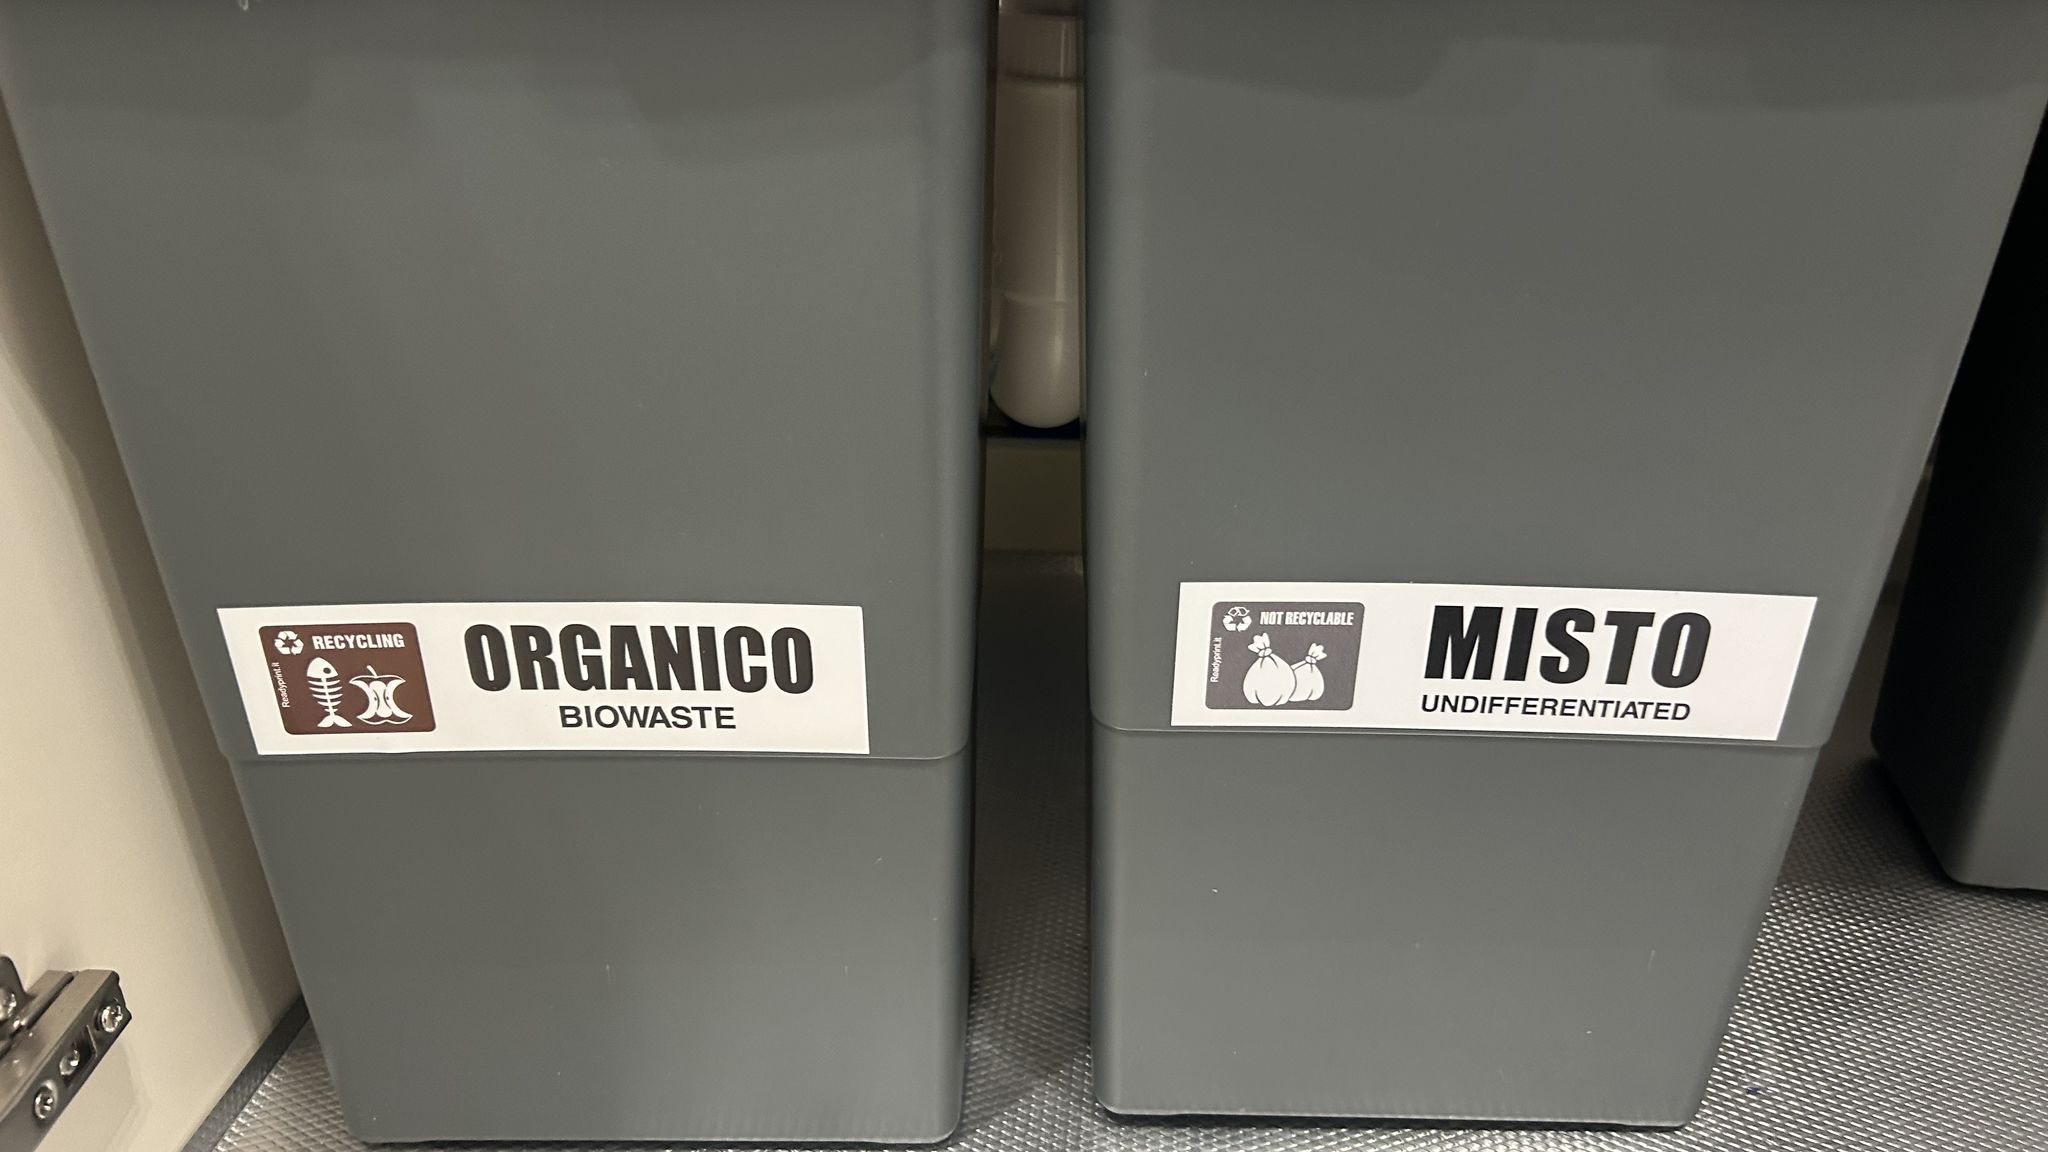 RECYCLING
Readyprint.it
ORGANICO
BIOWASTE
NOT RECYCLABLE
Readyprint.it
MISTO
UNDIFFERENTIATED